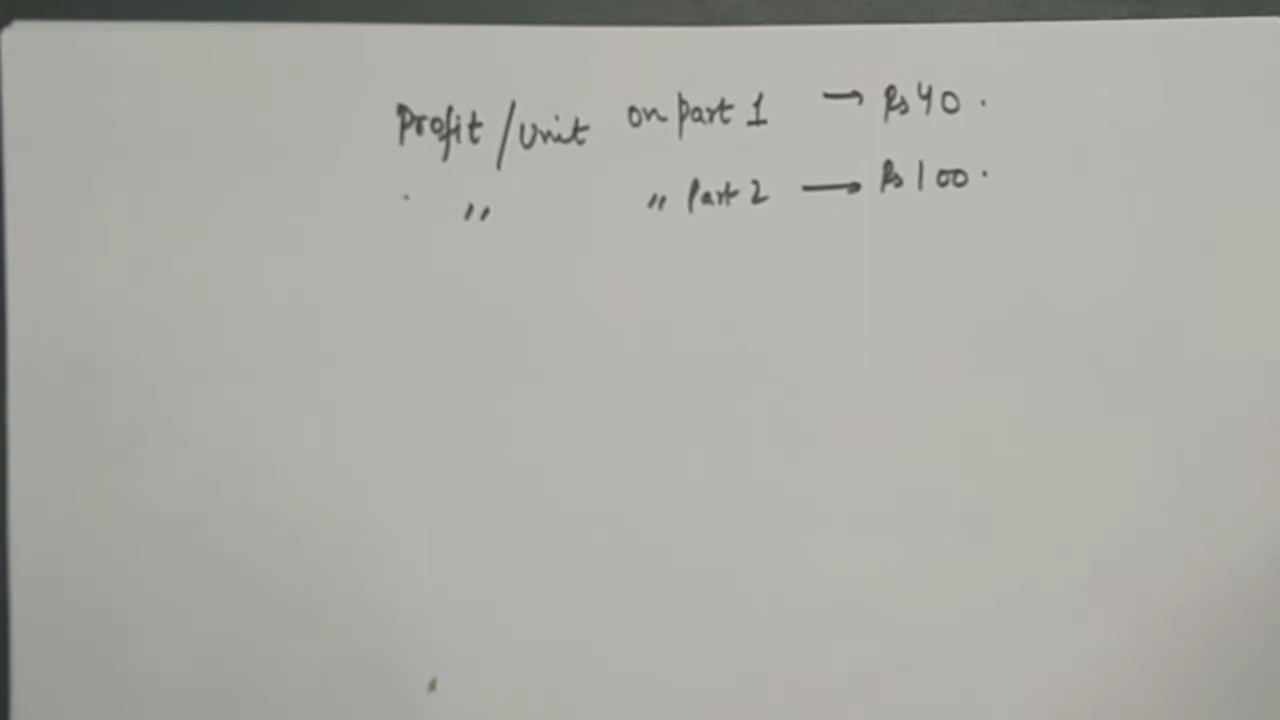 Profit/Unit on part 1 → Rs 40.
" " Part 2 → Rs 100.